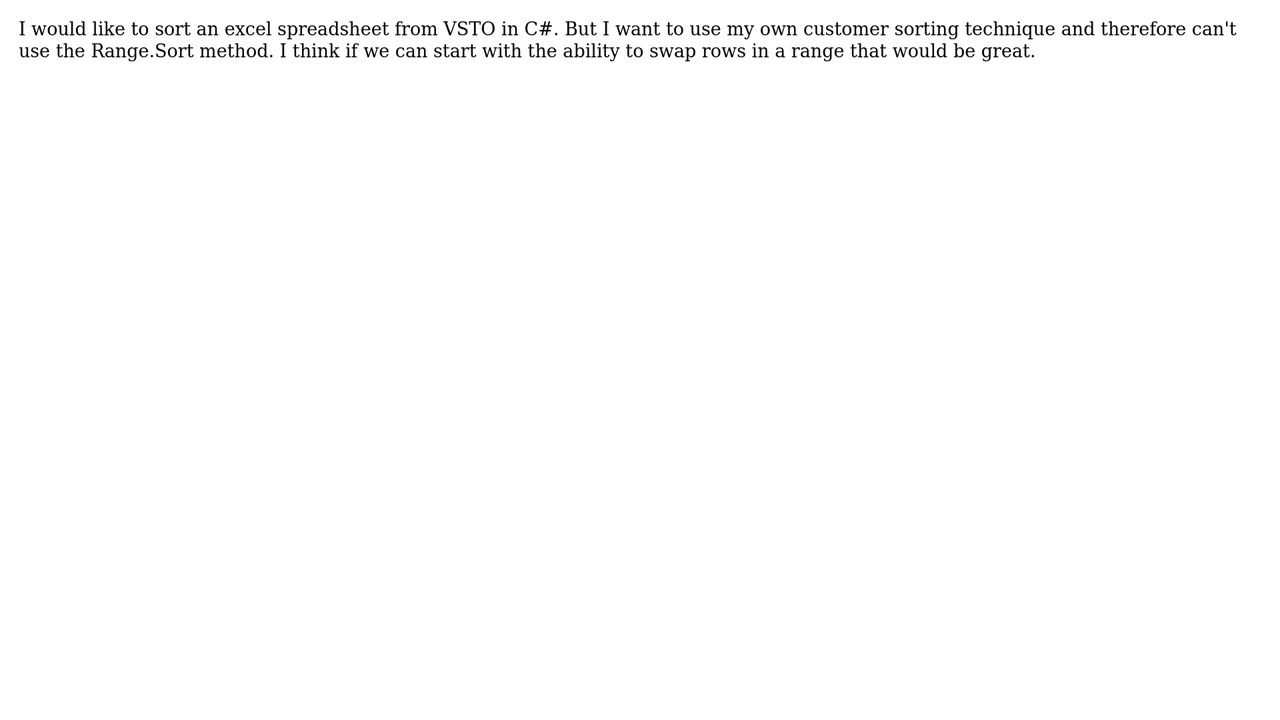 I would like to sort an excel spreadsheet from VSTO in C#. But I want to use my own customer sorting technique and therefore can't
use the Range.Sort method. I think if we can start with the ability to swap rows in a range that would be great.